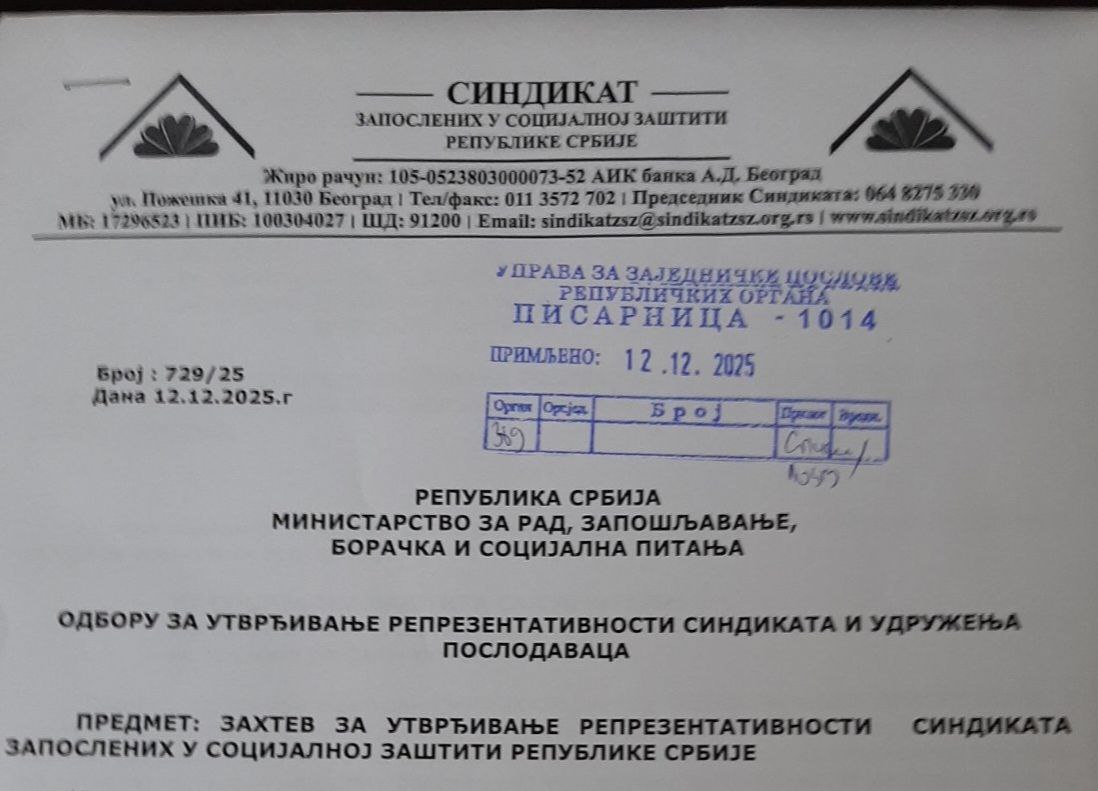 СИНДИКАТ
ЗАПОСЛЕНИХ У СОЦИЈАЛНОЈ ЗАШТИТИ
РЕПУБЛИКЕ СРБИЈЕ
Жиро рачун: 105-0523803000073-52 АИК банка А.Д. Београд
ул. Пожешка 41, 11030 Београд | Тел/факс: 011 3572 702 | Председник Синдиката: 064 8275 330
МБ: 17296523 | ПИБ: 100304027 | ШД: 91200 | Email: sindikatzsz@sindikatzsz.org.rs | www.sindikatzsz.org.rs
УПРАВА ЗА ЗАЈЕДНИЧКЕ ПОСЛОВЕ
РЕПУБЛИЧКИХ ОРГАНА
ПИСАРНИЦА - 1014
ПРИМЉЕНО: 12.12. 2025
Број : 729/25
Дана 12.12.2025.г
Орган Орг.јед. Број Прилог
РЕПУБЛИКА СРБИЈА
МИНИСТАРСТВО ЗА РАД, ЗАПОШЉАВАЊЕ,
БОРАЧКА И СОЦИЈАЛНА ПИТАЊА
ОДБОРУ ЗА УТВРЂИВАЊЕ РЕПРЕЗЕНТАТИВНОСТИ СИНДИКАТА И УДРУЖЕЊА
ПОСЛОДАВАЦА
ПРЕДМЕТ: ЗАХТЕВ ЗА УТВРЂИВАЊЕ РЕПРЕЗЕНТАТИВНОСТИ СИНДИКАТА
ЗАПОСЛЕНИХ У СОЦИЈАЛНОЈ ЗАШТИТИ РЕПУБЛИКЕ СРБИЈЕ